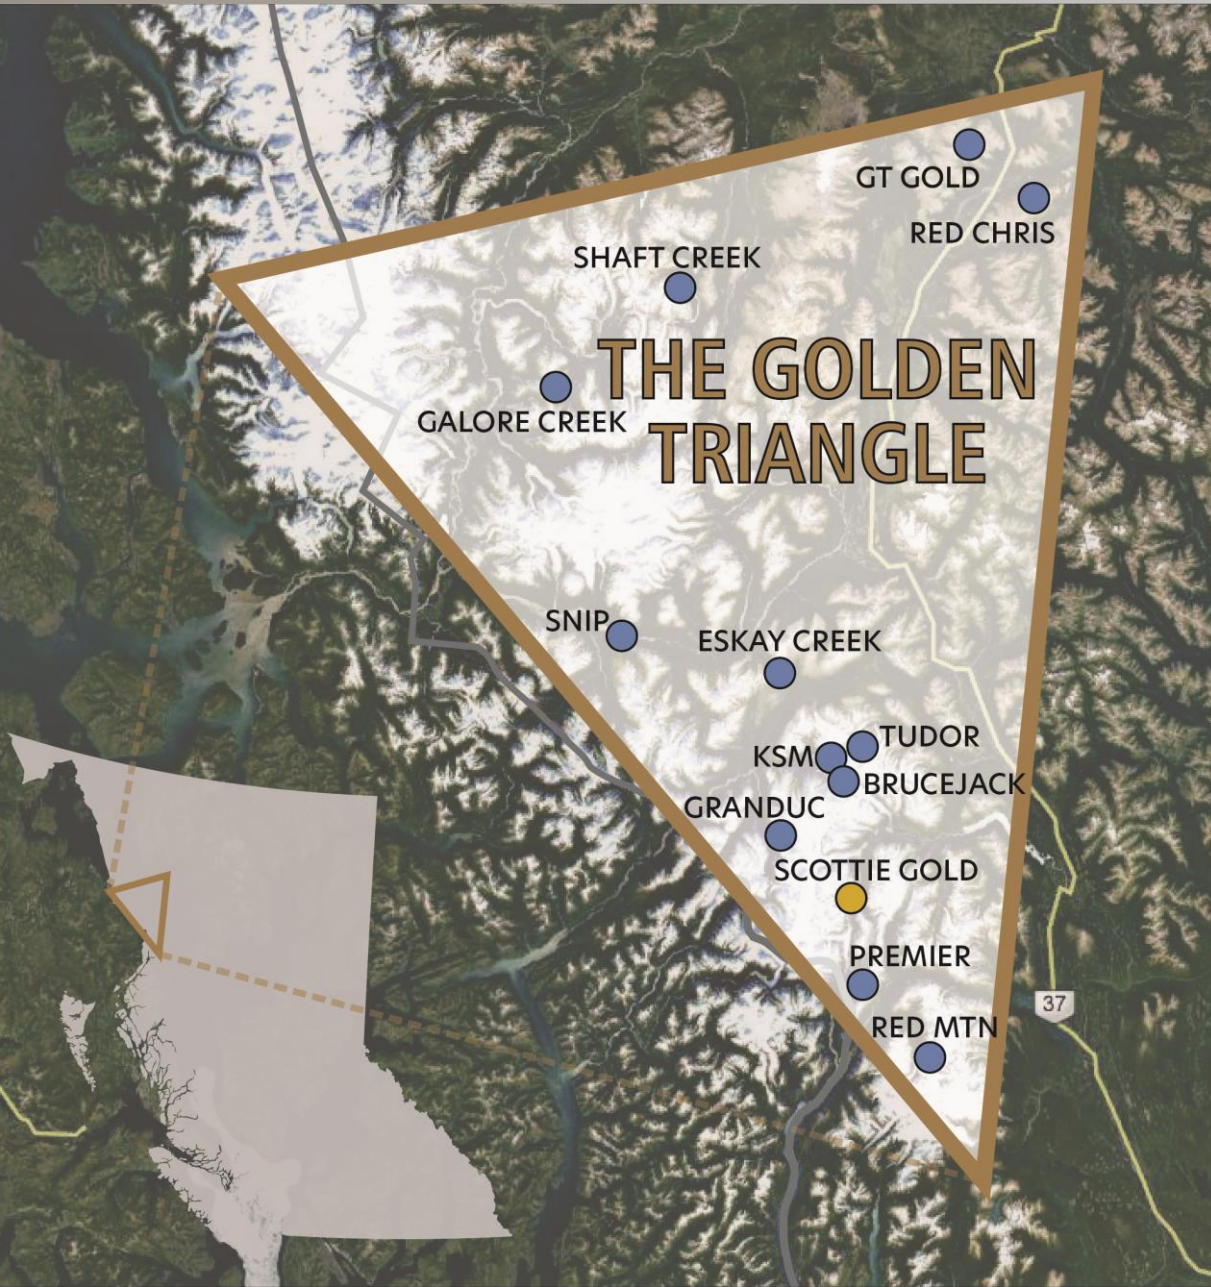 GT GOLD
RED CHRIS
SHAFT CREEK
THE GOLDEN
TRIANGLE
GALORE CREEK
SNIP
ESKAY CREEK
TUDOR
KSM
BRUCEJACK
GRANDUC
SCOTTIE GOLD
PREMIER
37
RED MTN